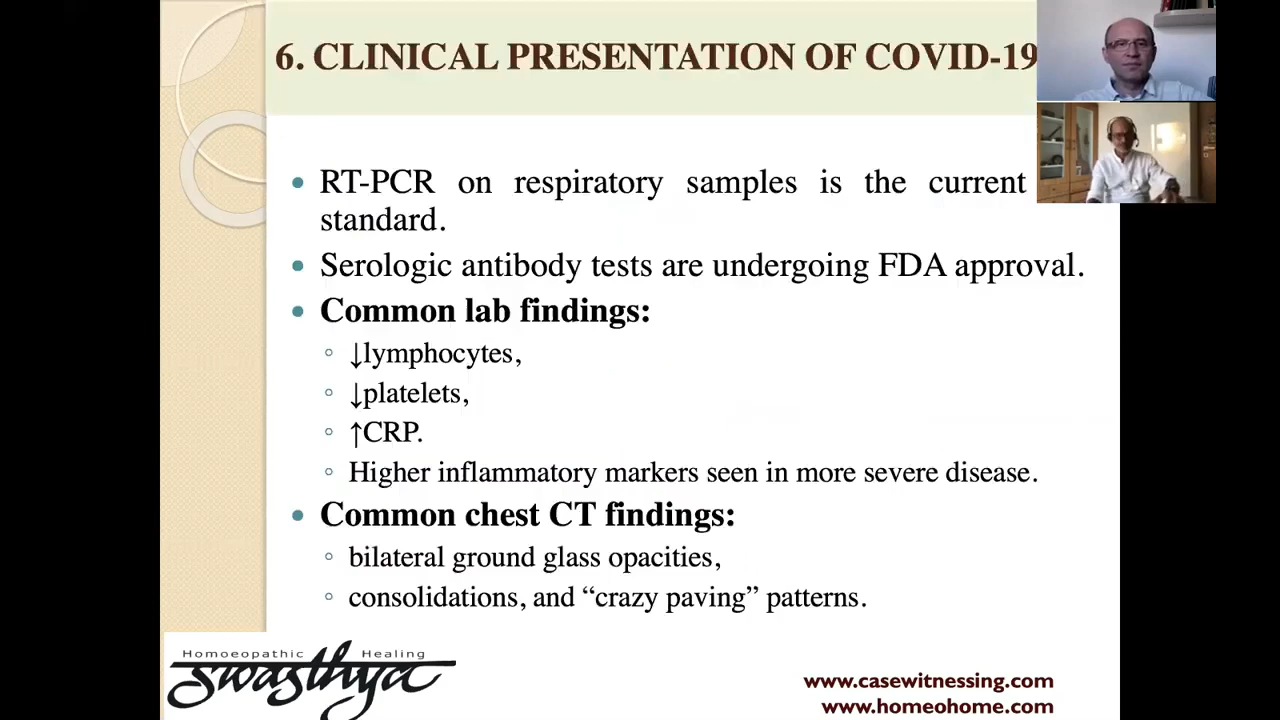 6. CLINICAL PRESENTATION OF COVID-19
• RT-PCR on respiratory samples is the current
standard.
• Serologic antibody tests are undergoing FDA approval.
• Common lab findings:
◦ ↓lymphocytes,
◦ ↓platelets,
◦ ↑CRP.
◦ Higher inflammatory markers seen in more severe disease.
• Common chest CT findings:
◦ bilateral ground glass opacities,
◦ consolidations, and “crazy paving” patterns.
Homoeopathic Healing
swasthya
www.casewitnessing.com
www.homeohome.com